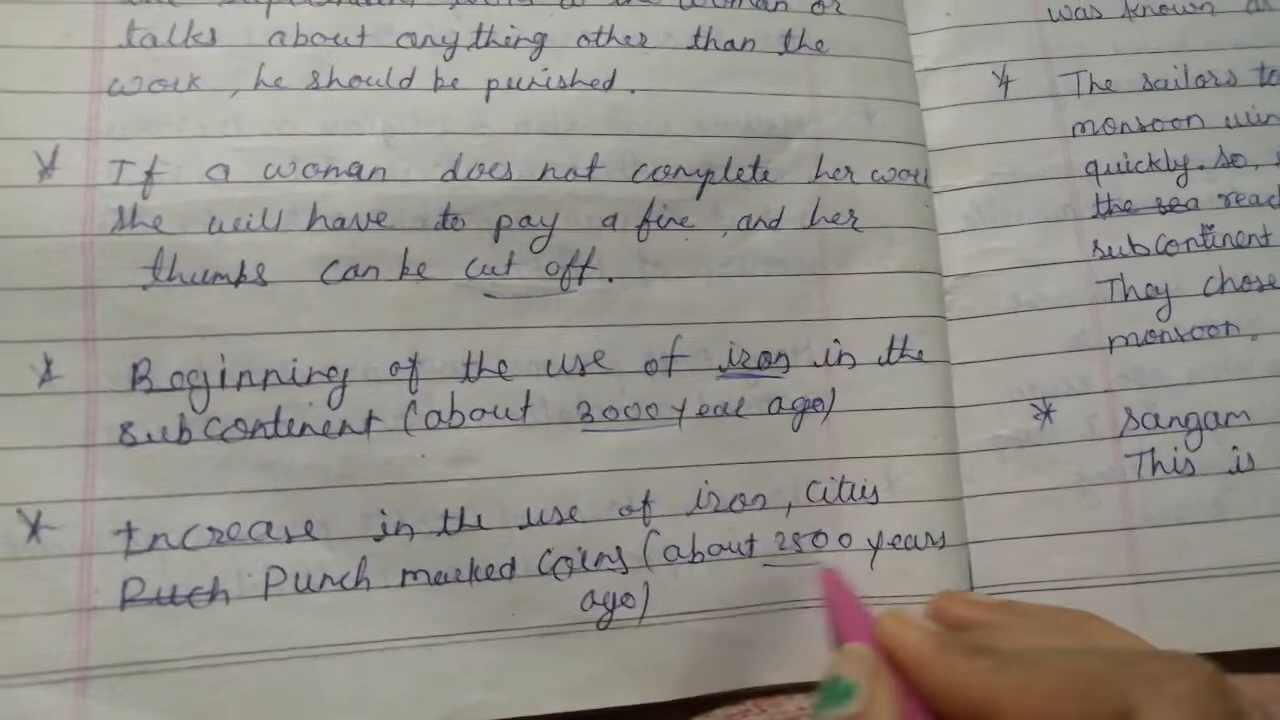 talks about anything other than the
work, he should be punished.
* If a woman does not complete her work
she will have to pay a fine, and her
thumbs can be cut off.
* Beginning of the use of iron in the
subcontinent (about 3000 year ago)
* Increase in the use of iron, cities
Puch Punch marked coins (about 2500 years
ago)
was known
* The sailors to
monsoon win
quickly. So,
the sea reac
subcontinent
They chose
monsoon.
* Sangam
This is